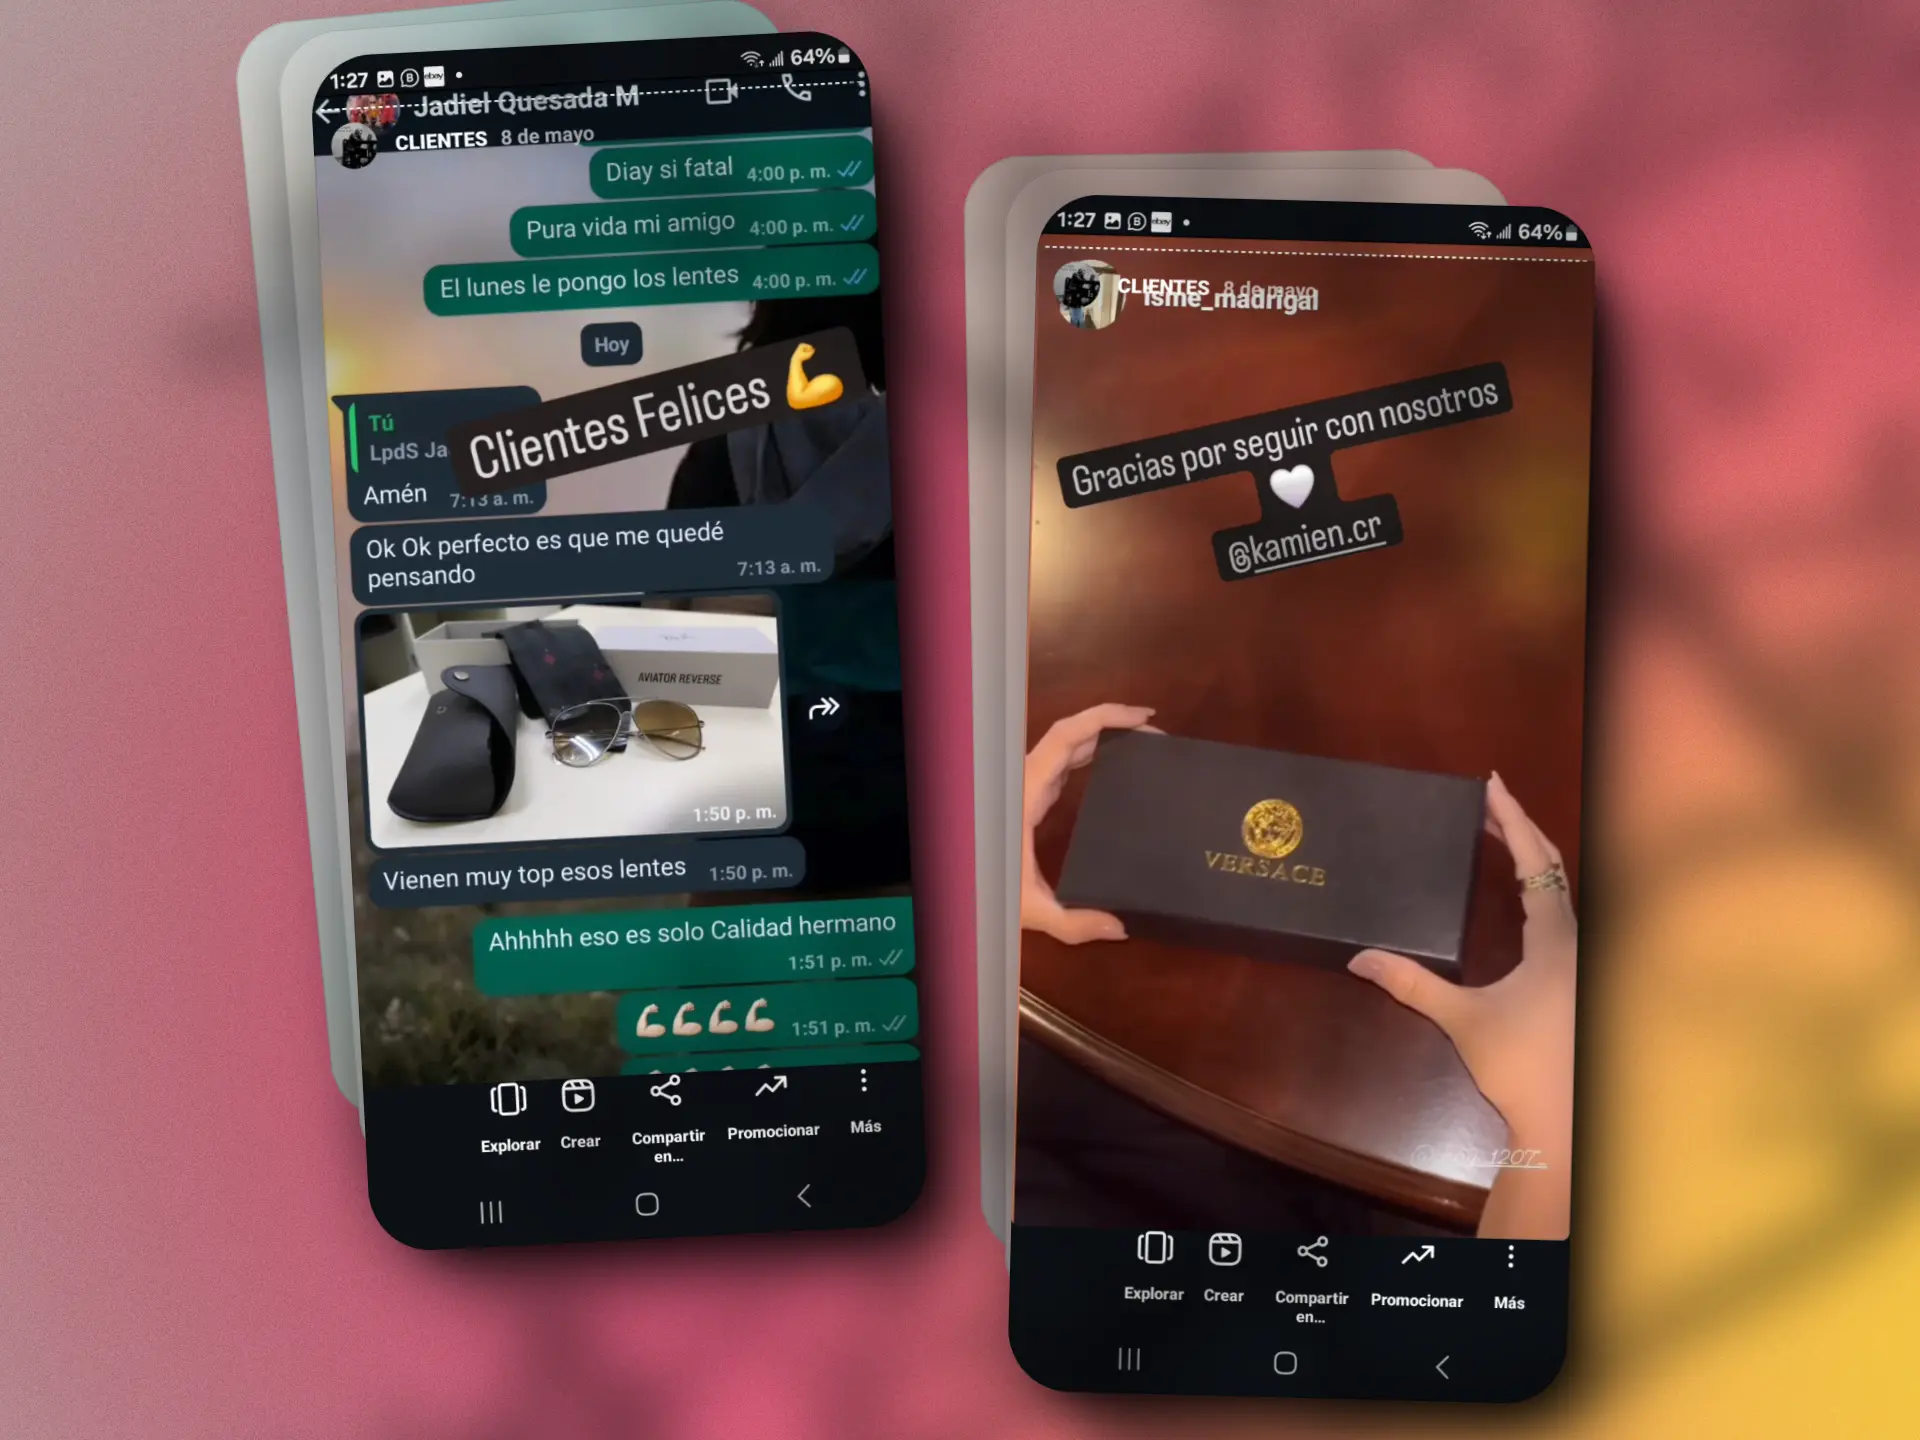 1:27
64%
Jadiel Quesada M
CLIENTES 8 de mayo
Diay si fatal 4:00 p. m.
Pura vida mi amigo 4:00 p. m.
El lunes le pongo los lentes 4:00 p. m.
Hoy
Clientes Felices 💪
Tú
LpdS Ja
Amén 7:13 a. m.
Ok Ok perfecto es que me quedé
pensando 7:13 a. m.
AVIATOR REVERSE
1:50 p. m.
Vienen muy top esos lentes 1:50 p. m.
Ahhhhh eso es solo Calidad hermano
1:51 p. m.
💪🏻💪🏻💪🏻💪🏻 1:51 p. m.
Explorar
Crear
Compartir
en...
Promocionar
Más
1:27
ebay
64%
CLIENTES 8 de mayo
isme_madrigal
Gracias por seguir con nosotros
🤍
@kamien.cr
VERSACE
Explorar
Crear
Compartir
en...
Promocionar
Más